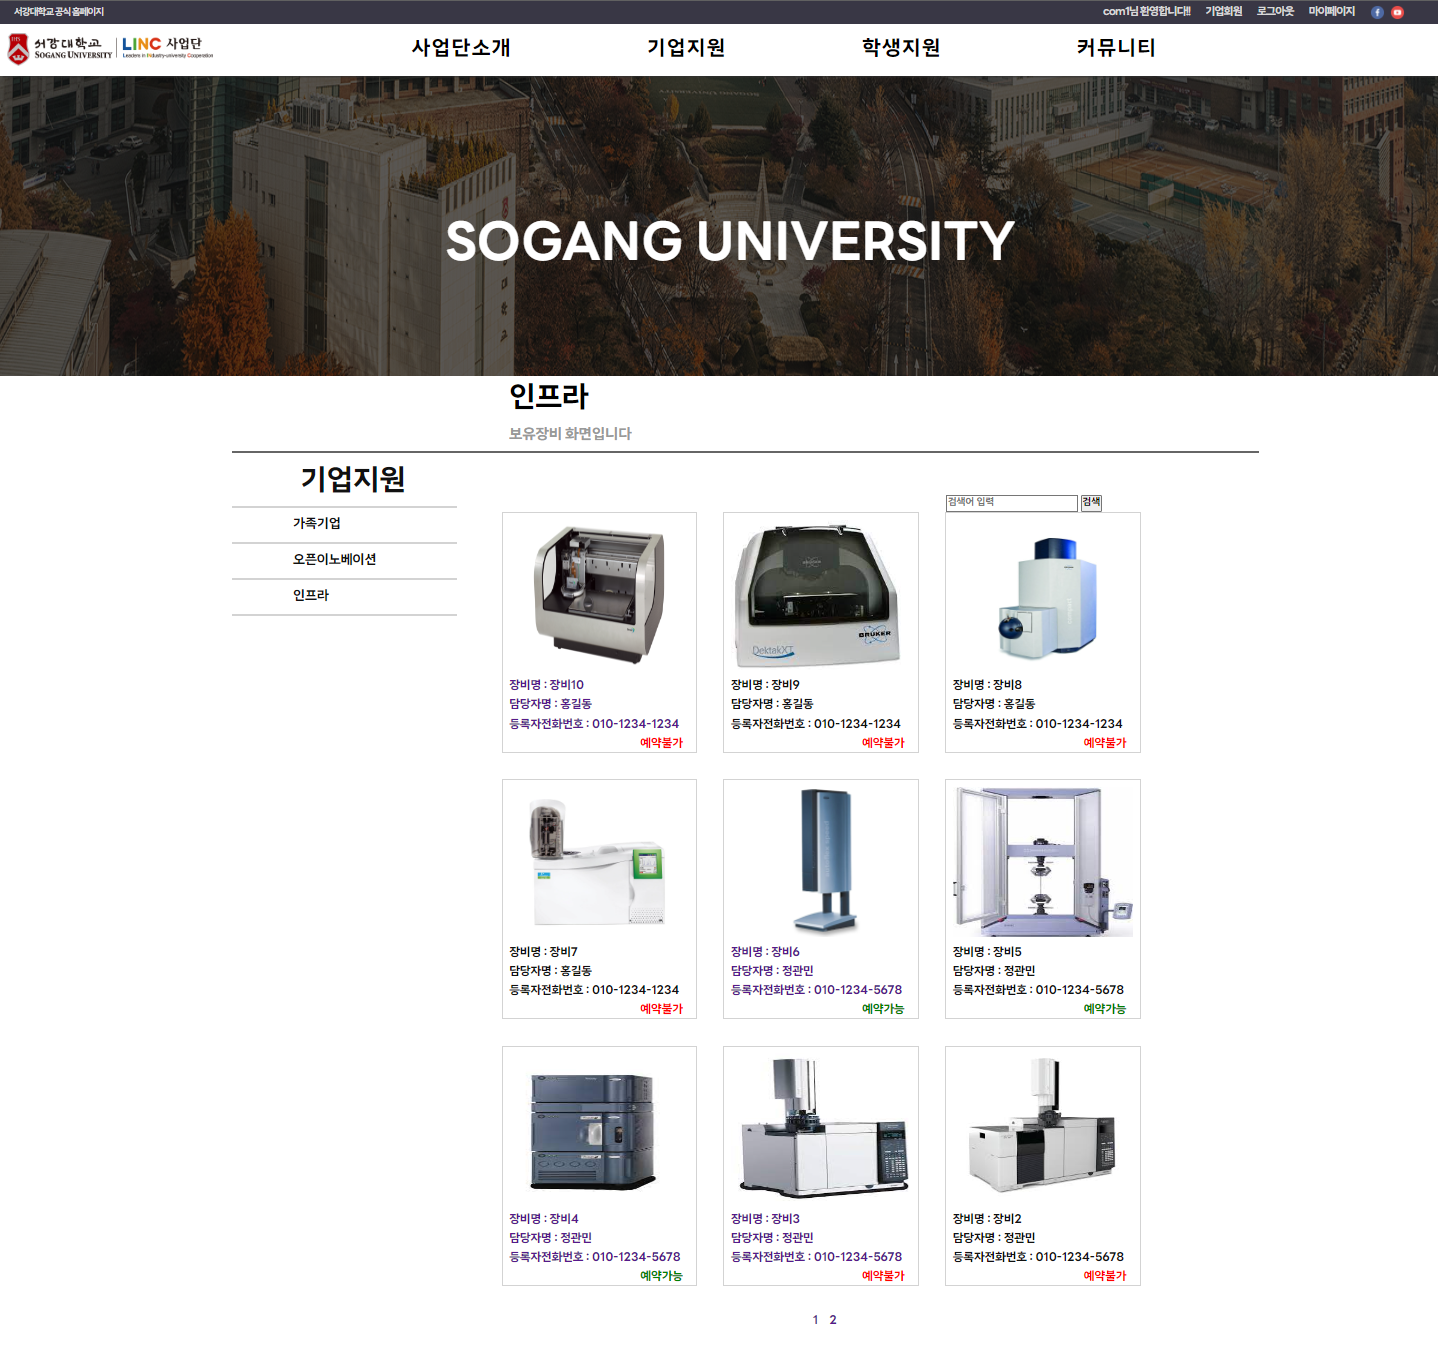 서강대학교 공식 홈페이지
com1님 환영합니다!! 기업회원 로그아웃 마이페이지
서강대학교 SOGANG UNIVERSITY
LINC 사업단
Leaders in INdustry-university Cooperation
사업단소개 기업지원 학생지원 커뮤니티
SOGANG UNIVERSITY
인프라
보유장비 화면입니다
기업지원
가족기업
오픈이노베이션
인프라
검색어 입력 검색
BRUKER
DektakXT
장비명 : 장비10
담당자명 : 홍길동
등록자전화번호 : 010-1234-1234
예약불가
장비명 : 장비9
담당자명 : 홍길동
등록자전화번호 : 010-1234-1234
예약불가
장비명 : 장비8
담당자명 : 홍길동
등록자전화번호 : 010-1234-1234
예약불가
장비명 : 장비7
담당자명 : 홍길동
등록자전화번호 : 010-1234-1234
예약불가
장비명 : 장비6
담당자명 : 정관민
등록자전화번호 : 010-1234-5678
예약가능
장비명 : 장비5
담당자명 : 정관민
등록자전화번호 : 010-1234-5678
예약가능
장비명 : 장비4
담당자명 : 정관민
등록자전화번호 : 010-1234-5678
예약가능
장비명 : 장비3
담당자명 : 정관민
등록자전화번호 : 010-1234-5678
예약불가
장비명 : 장비2
담당자명 : 정관민
등록자전화번호 : 010-1234-5678
예약불가
1 2